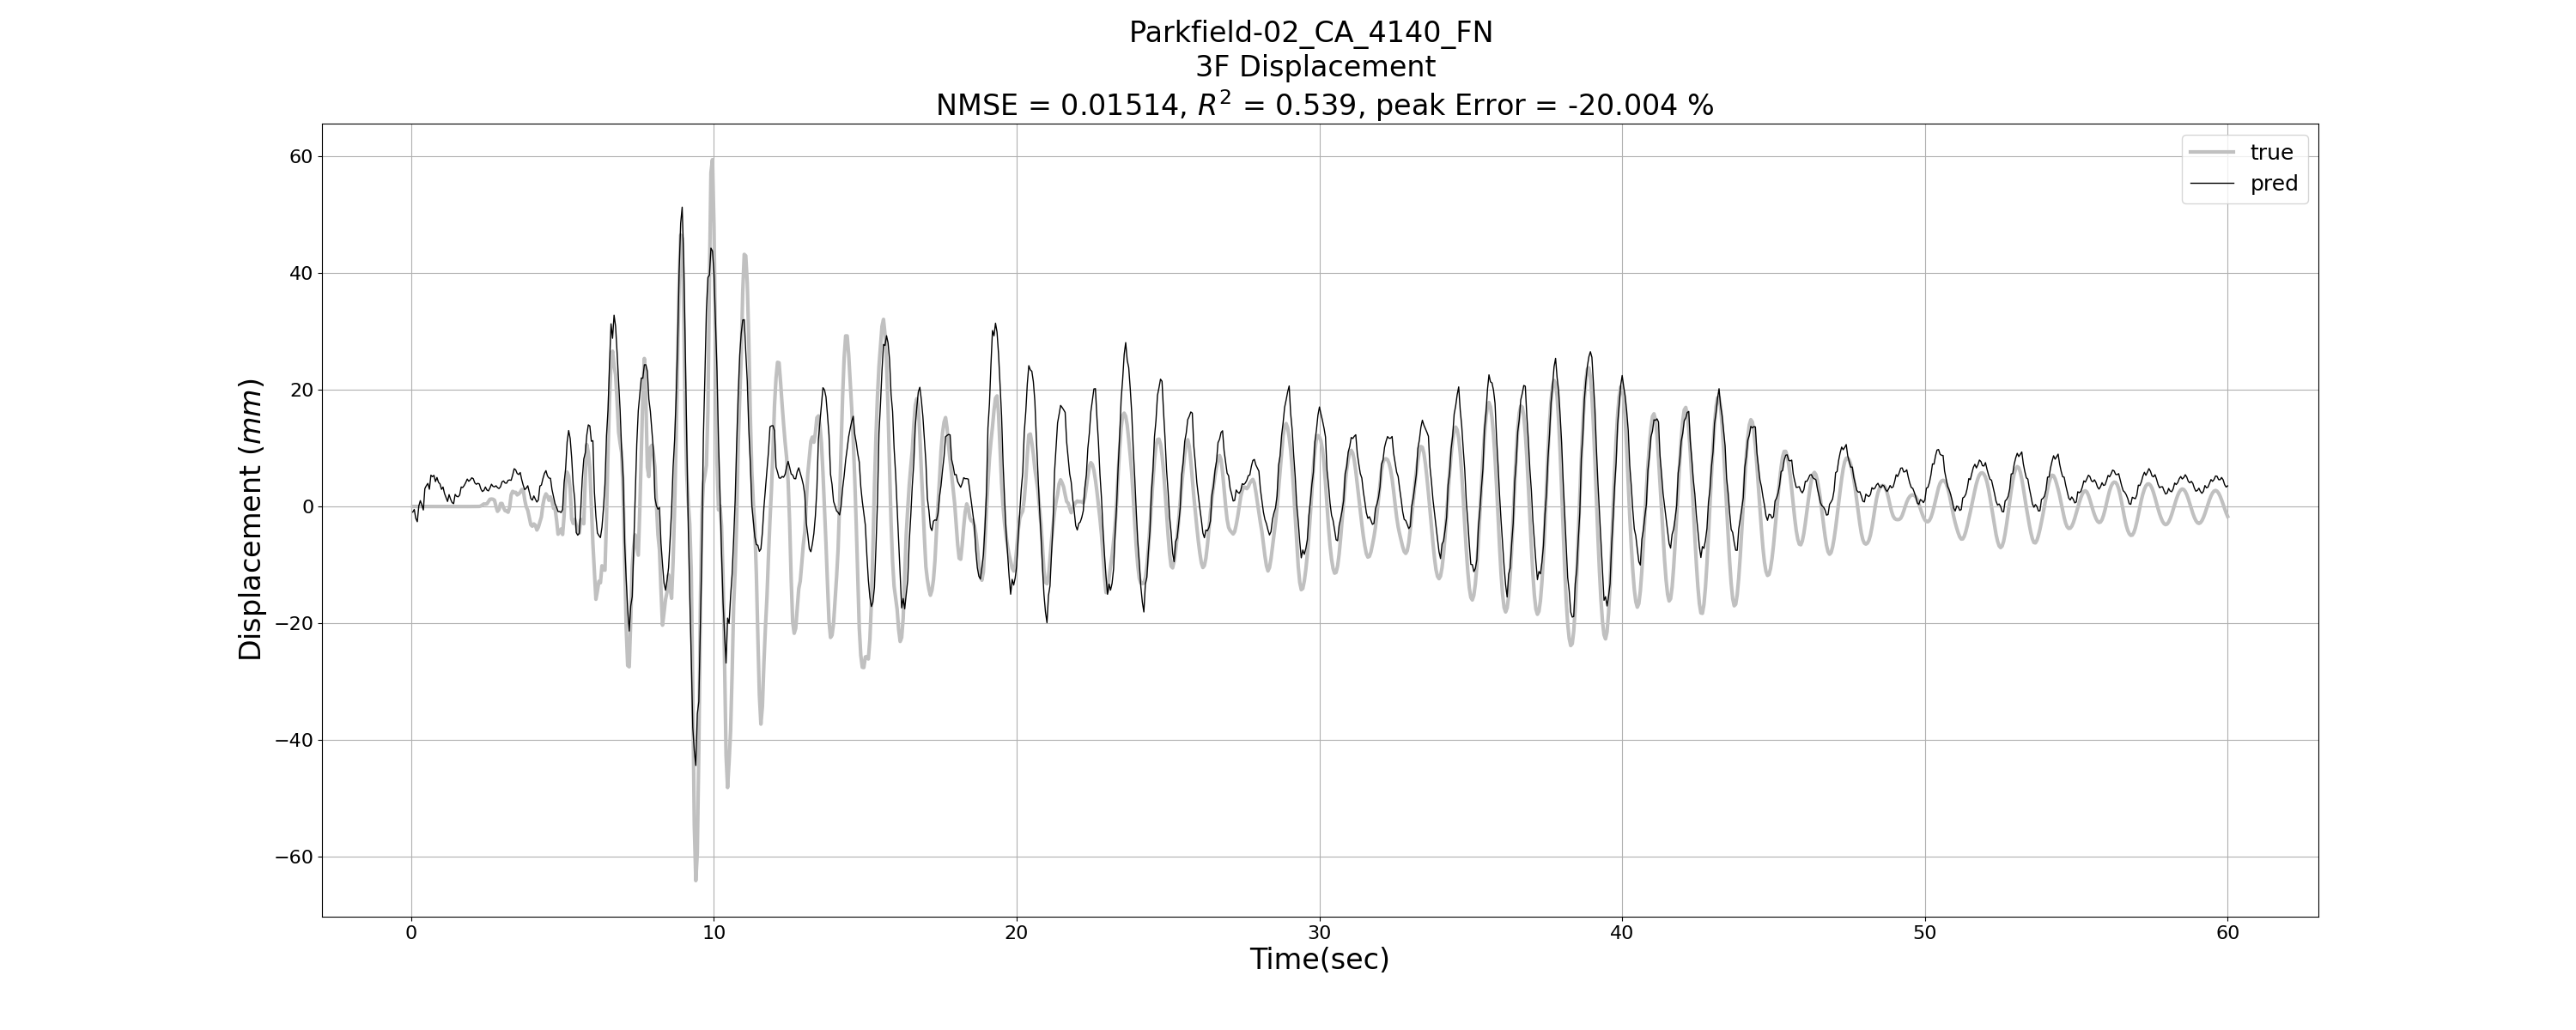 Parkfield-02_CA_4140_FN
3F Displacement
NMSE = 0.01514, R² = 0.539, peak Error = -20.004 %
true
pred
Displacement (mm)
60
40
20
0
−20
−40
−60
0 10 20 30 40 50 60
Time(sec)